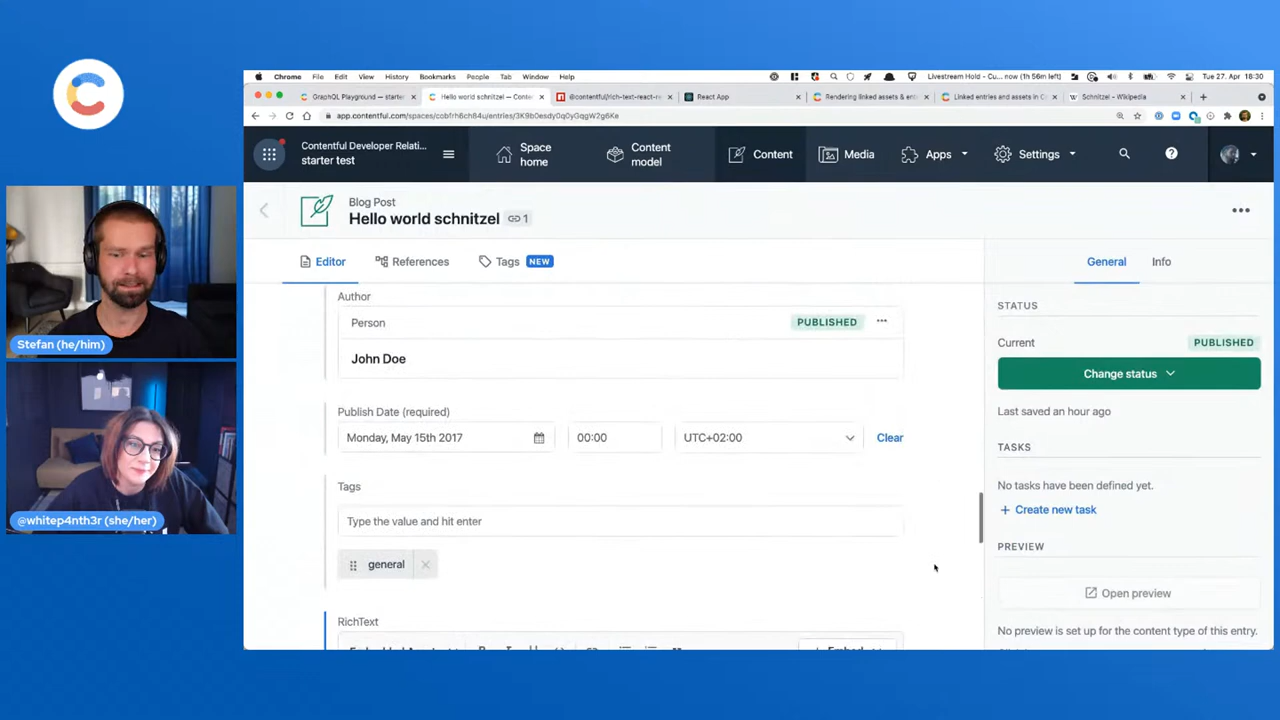 Chrome File Edit View History Bookmarks People Tab Window Help
Livestream Hold - Cu... now (1h 56m left) Tue 27. Apr 18:30
GraphQL Playground — starter
Hello world schnitzel — Conte
@contentful/rich-text-react-re
React App
Rendering linked assets & ent
Linked entries and assets in C
Schnitzel - Wikipedia
app.contentful.com/spaces/cobfrh6ch84u/entries/3K9b0esdy0q0yGgqW2g6Ke
Contentful Developer Relati...
starter test
Space home
Content model
Content
Media
Apps
Settings
Blog Post
Hello world schnitzel 1
Editor
References
Tags NEW
General
Info
Author
Person PUBLISHED
John Doe
Publish Date (required)
Monday, May 15th 2017
00:00
UTC+02:00
Clear
Tags
Type the value and hit enter
general
RichText
Embed
STATUS
Current PUBLISHED
Change status
Last saved an hour ago
TASKS
No tasks have been defined yet.
+ Create new task
PREVIEW
Open preview
No preview is set up for the content type of this entry.
Stefan (he/him)
@whitep4nth3r (she/her)